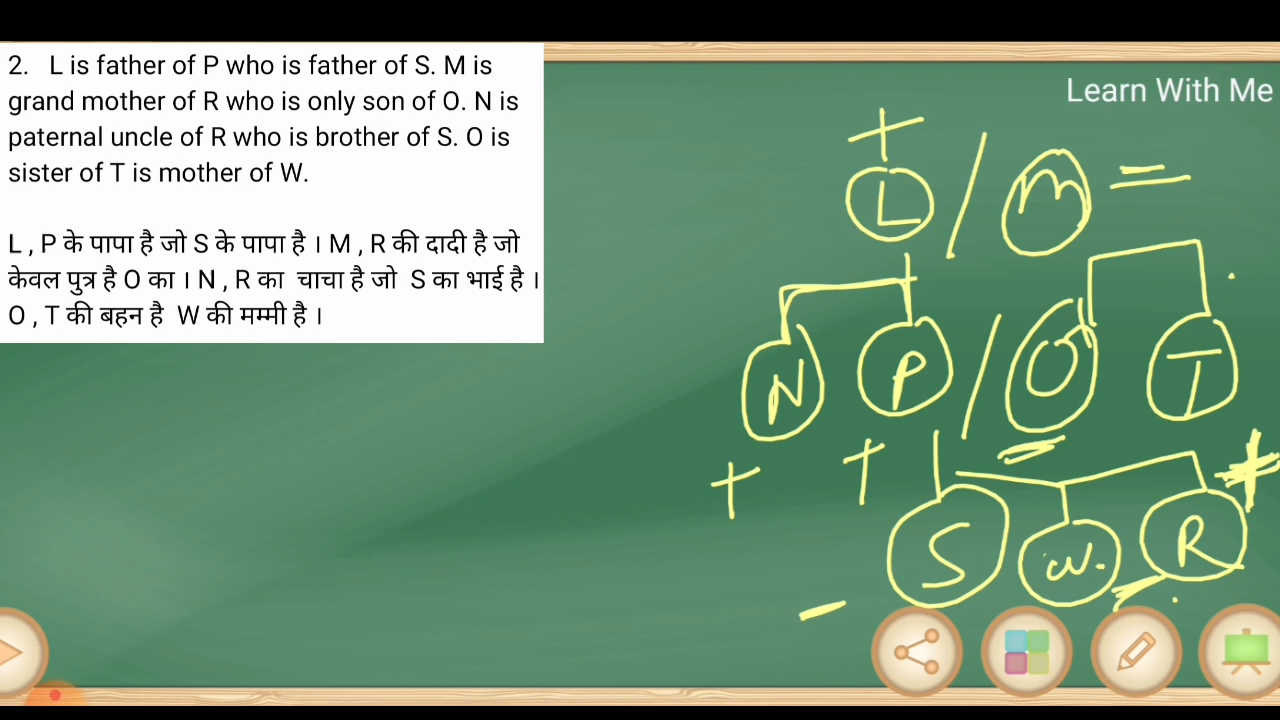 2. L is father of P who is father of S. M is
grand mother of R who is only son of O. N is
paternal uncle of R who is brother of S. O is
sister of T is mother of W.
L , P के पापा है जो S के पापा है । M , R की दादी है जो
केवल पुत्र है O का । N , R का चाचा है जो S का भाई है ।
O , T की बहन है W की मम्मी है ।
Learn With Me
+
L / m =
N P / O T
+ + - +
S W. R
- -